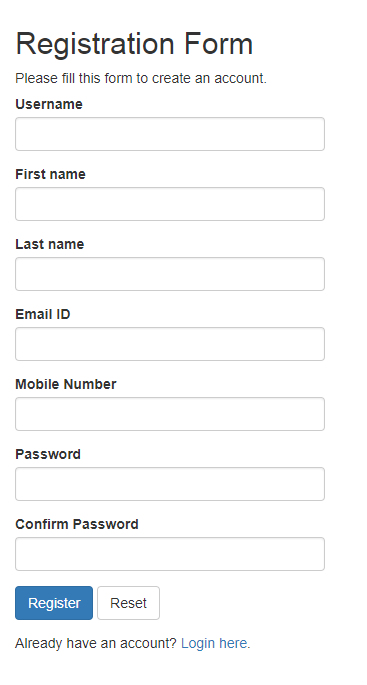 Registration Form
Please fill this form to create an account.
Username
First name
Last name
Email ID
Mobile Number
Password
Confirm Password
Register Reset
Already have an account? Login here.